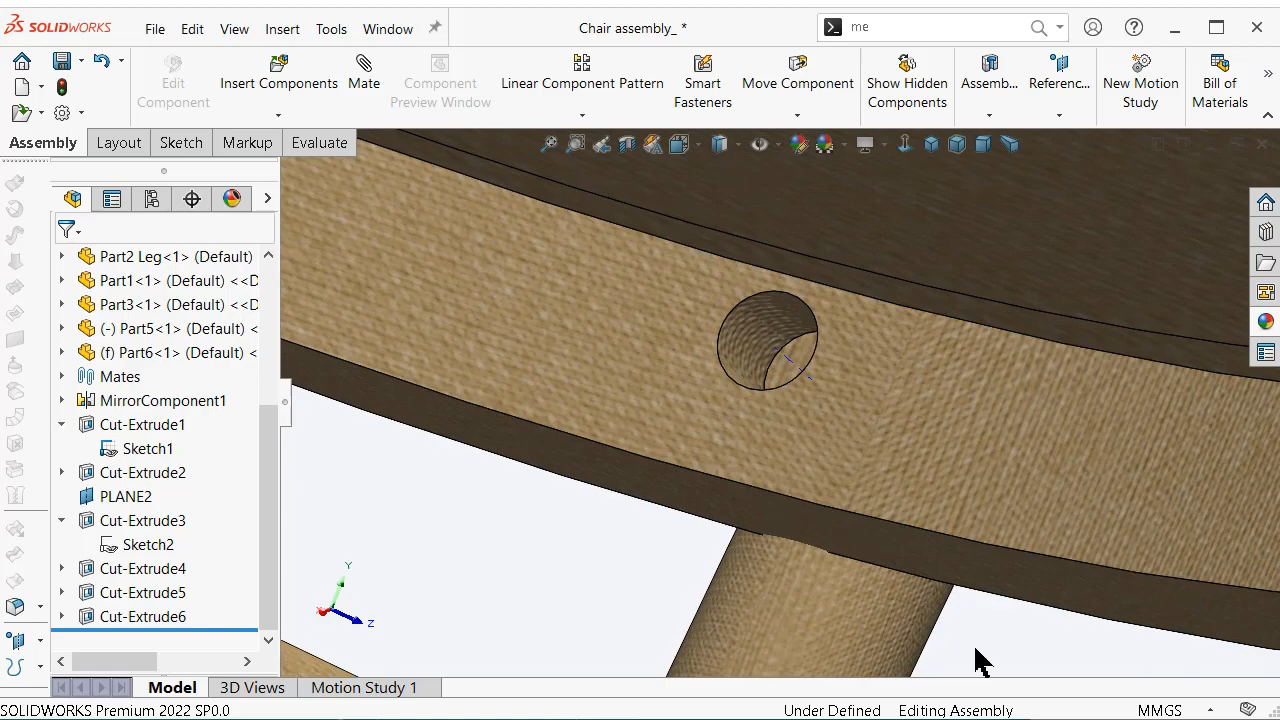 SOLIDWORKS
File Edit View Insert Tools Window
Chair assembly_ *
me
Edit Component
Insert Components
Mate
Component Preview Window
Linear Component Pattern
Smart Fasteners
Move Component
Show Hidden Components
Assemb...
Referenc...
New Motion Study
Bill of Materials
Assembly Layout Sketch Markup Evaluate
Part2 Leg<1> (Default)
Part1<1> (Default) <<D
Part3<1> (Default) <<D
(-) Part5<1> (Default) <
(f) Part6<1> (Default) <
Mates
MirrorComponent1
Cut-Extrude1
Sketch1
Cut-Extrude2
PLANE2
Cut-Extrude3
Sketch2
Cut-Extrude4
Cut-Extrude5
Cut-Extrude6
Y
X
Z
Model 3D Views Motion Study 1
SOLIDWORKS Premium 2022 SP0.0
Under Defined Editing Assembly MMGS